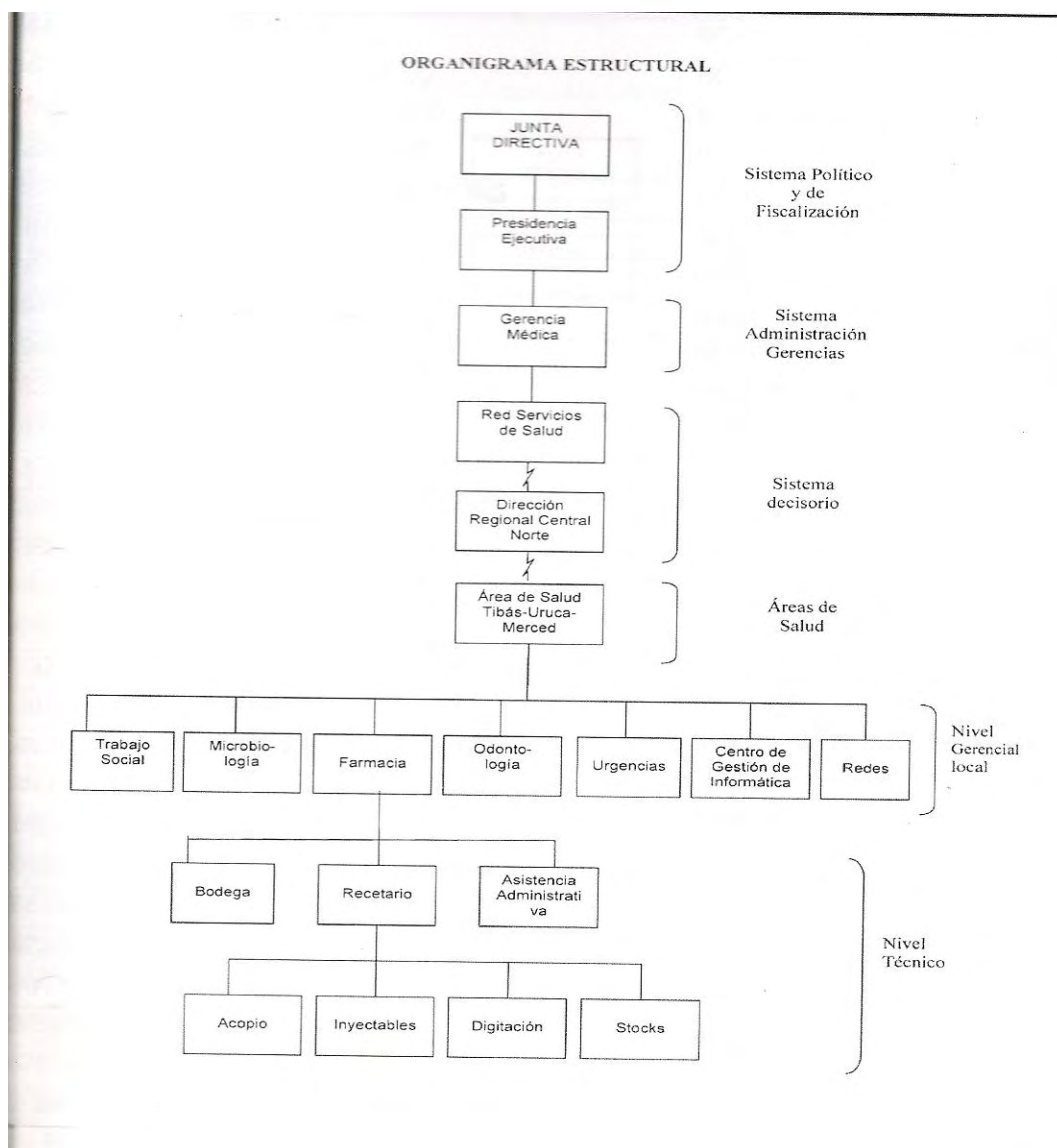 ORGANIGRAMA ESTRUCTURAL
JUNTA
DIRECTIVA
Sistema Político
y de
Fiscalización
Presidencia
Ejecutiva
Gerencia
Médica
Sistema
Administración
Gerencias
Red Servicios
de Salud
Sistema
decisorio
Dirección
Regional Central
Norte
Área de Salud
Tibás-Uruca-
Merced
Áreas de
Salud
Trabajo
Social
Microbio-
logía
Farmacia
Odonto-
logía
Urgencias
Centro de
Gestión de
Informática
Redes
Nivel
Gerencial
local
Bodega
Recetario
Asistencia
Administrati
va
Nivel
Técnico
Acopio
Inyectables
Digitación
Stocks